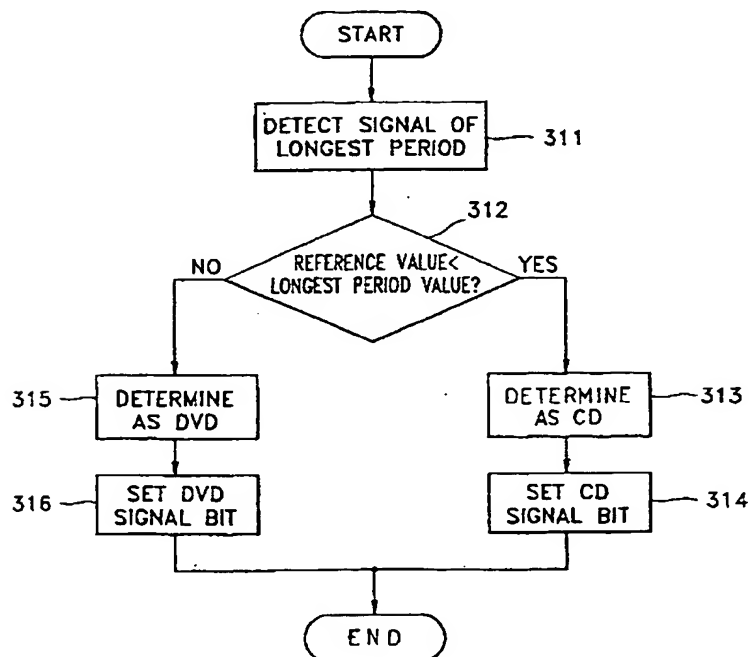 START
DETECT SIGNAL OF
LONGEST PERIOD
311
312
REFERENCE VALUE<
LONGEST PERIOD VALUE?
NO
YES
315
DETERMINE
AS DVD
DETERMINE
AS CD
313
316
SET DVD
SIGNAL BIT
SET CD
SIGNAL BIT
314
END